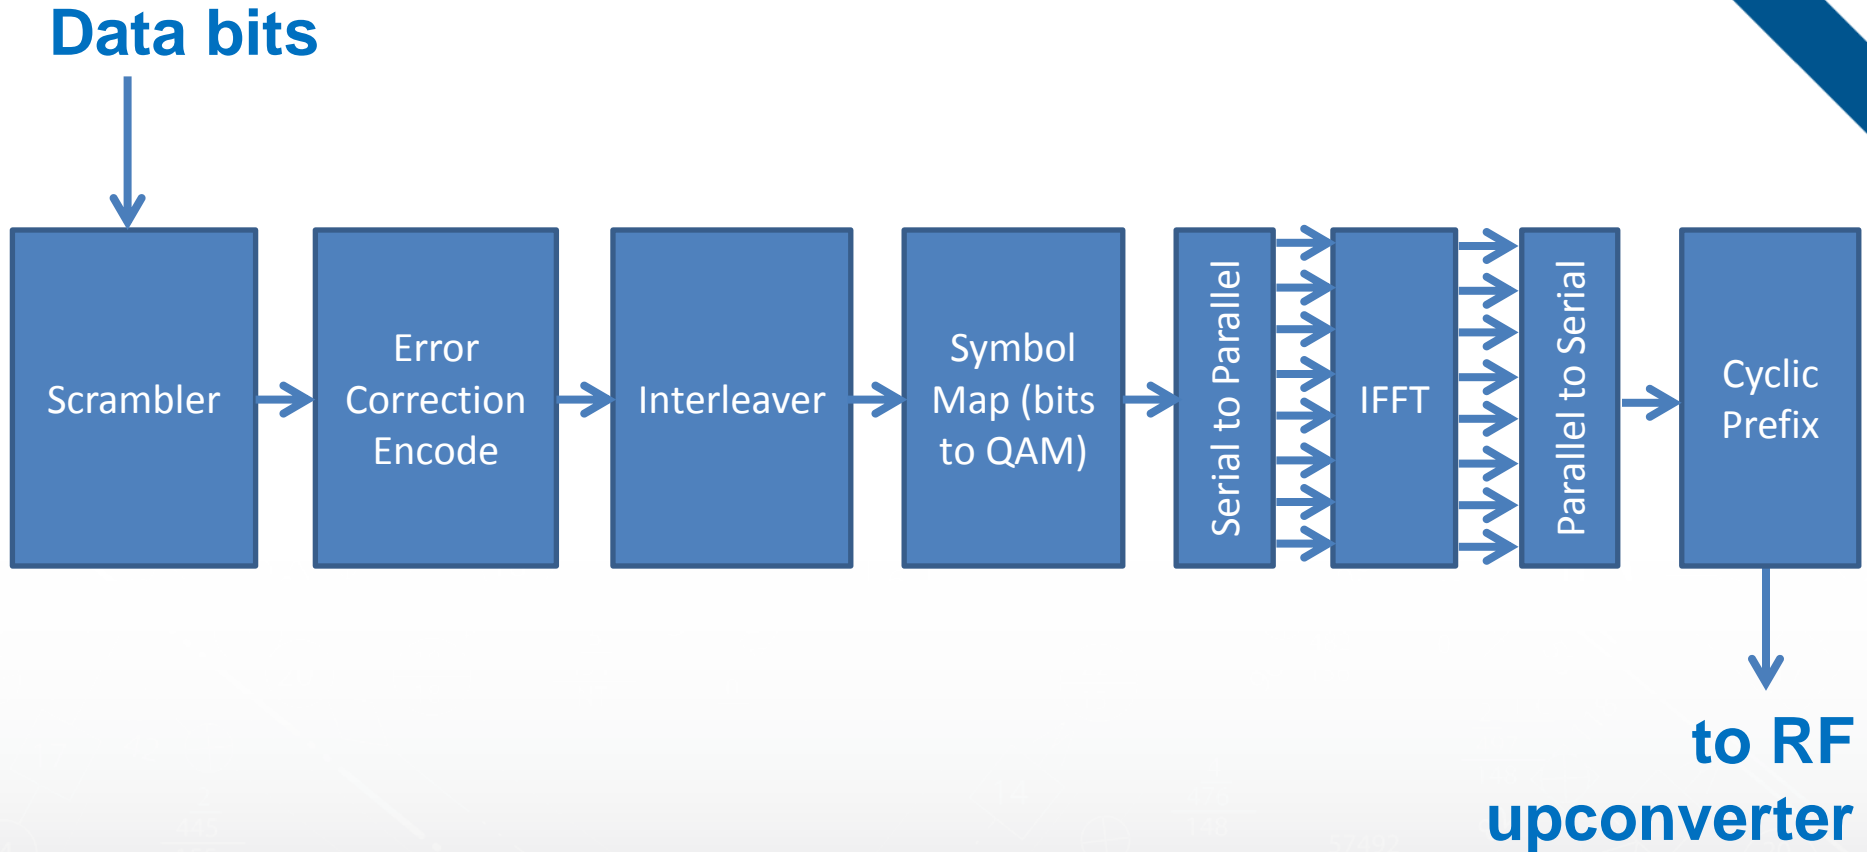 Data bits
Scrambler
Error
Correction
Encode
Interleaver
Symbol
Map (bits
to QAM)
Serial to Parallel
IFFT
Parallel to Serial
Cyclic
Prefix
to RF
upconverter